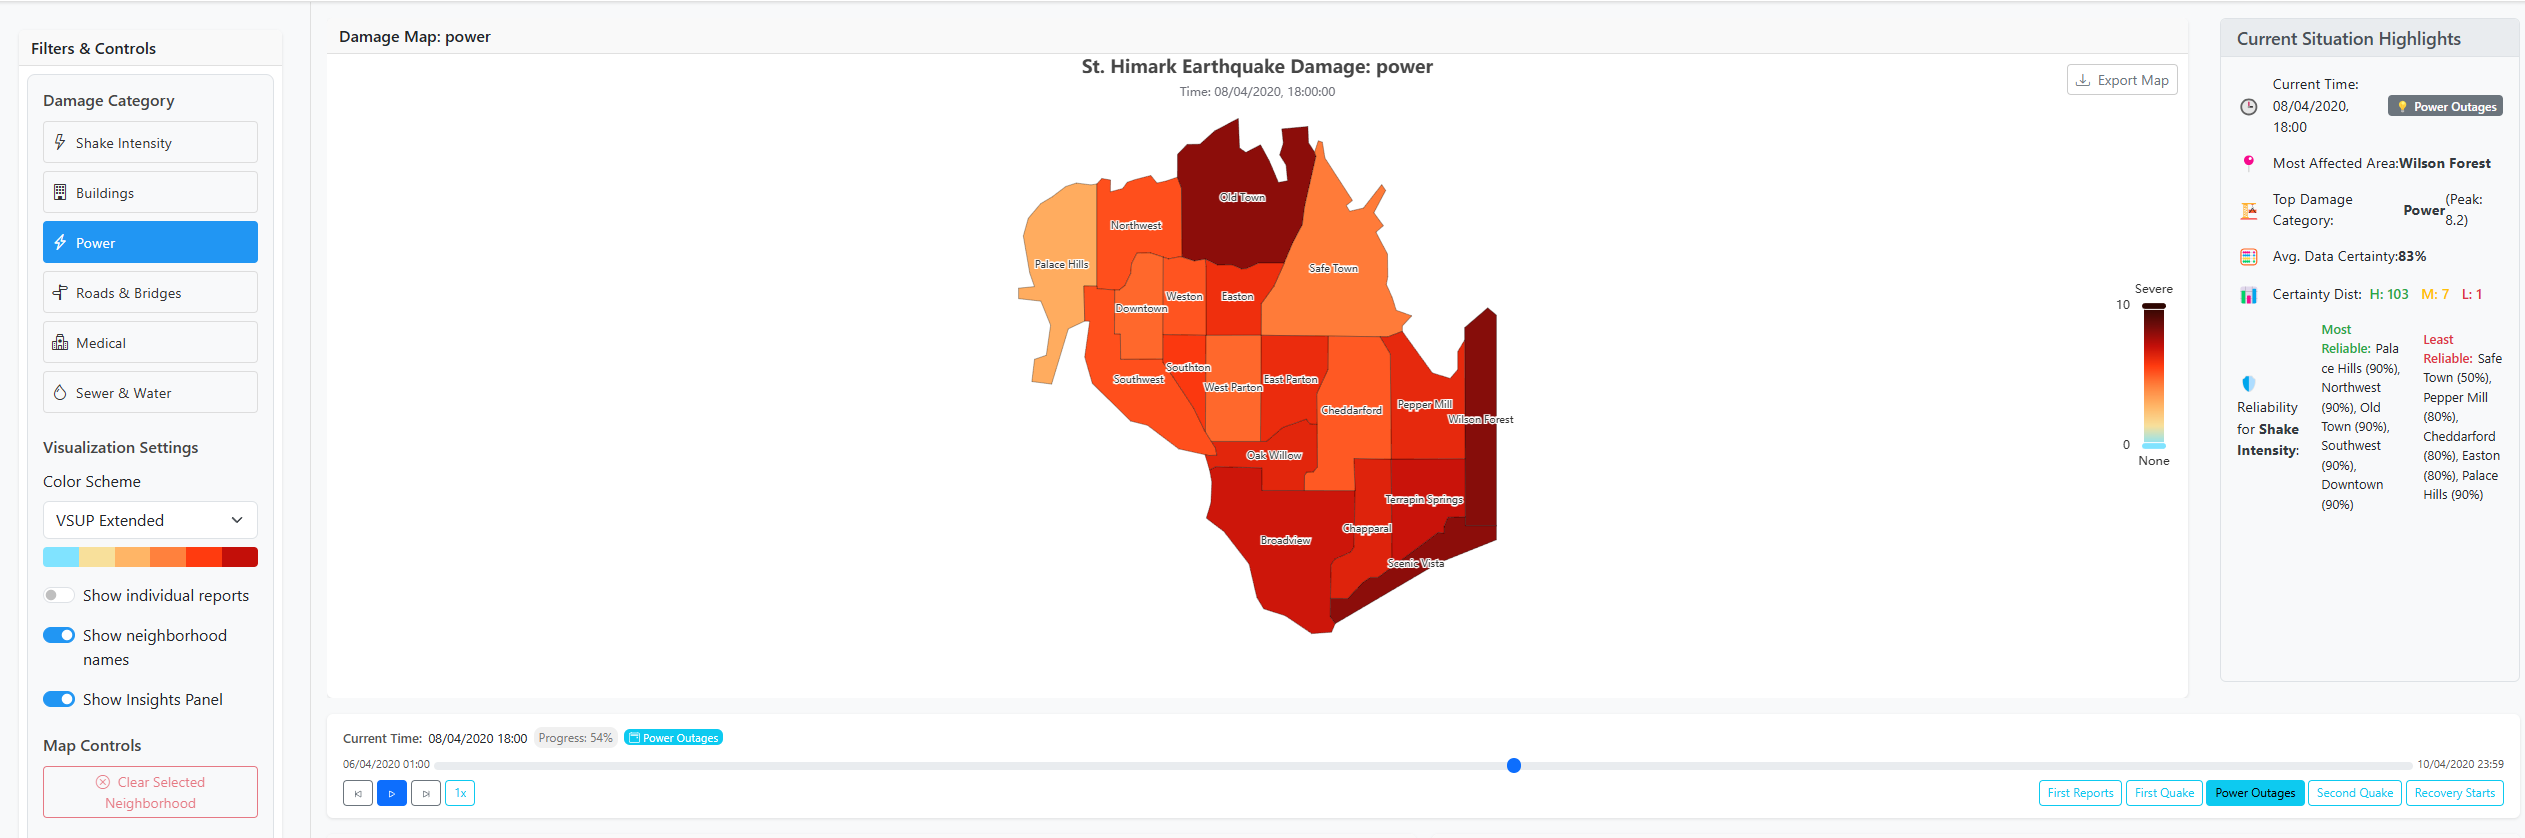 Filters & Controls
Damage Category
Shake Intensity
Buildings
Power
Roads & Bridges
Medical
Sewer & Water
Visualization Settings
Color Scheme
VSUP Extended
Show individual reports
Show neighborhood
names
Show Insights Panel
Map Controls
Clear Selected
Neighborhood
Damage Map: power
St. Himark Earthquake Damage: power
Time: 08/04/2020, 18:00:00
Export Map
Old Town
Northwest
Palace Hills
Safe Town
Weston
Easton
Downtown
Southton
Southwest
West Parton
East Parton
Cheddarford
Pepper Mill
Wilson Forest
Oak Willow
Terrapin Springs
Chapparal
Broadview
Scenic Vista
Severe
10
0
None
Current Time: 08/04/2020 18:00 Progress: 54% Power Outages
06/04/2020 01:00
10/04/2020 23:59
1x
First Reports
First Quake
Power Outages
Second Quake
Recovery Starts
Current Situation Highlights
Current Time:
08/04/2020,
18:00
Power Outages
Most Affected Area:Wilson Forest
Top Damage
Category:
Power
(Peak:
8.2)
Avg. Data Certainty:83%
Certainty Dist: H: 103 M: 7 L: 1
Reliability
for Shake
Intensity:
Most
Reliable: Pala
ce Hills (90%),
Northwest
(90%), Old
Town (90%),
Southwest
(90%),
Downtown
(90%)
Least
Reliable: Safe
Town (50%),
Pepper Mill
(80%),
Cheddarford
(80%), Easton
(80%), Palace
Hills (90%)